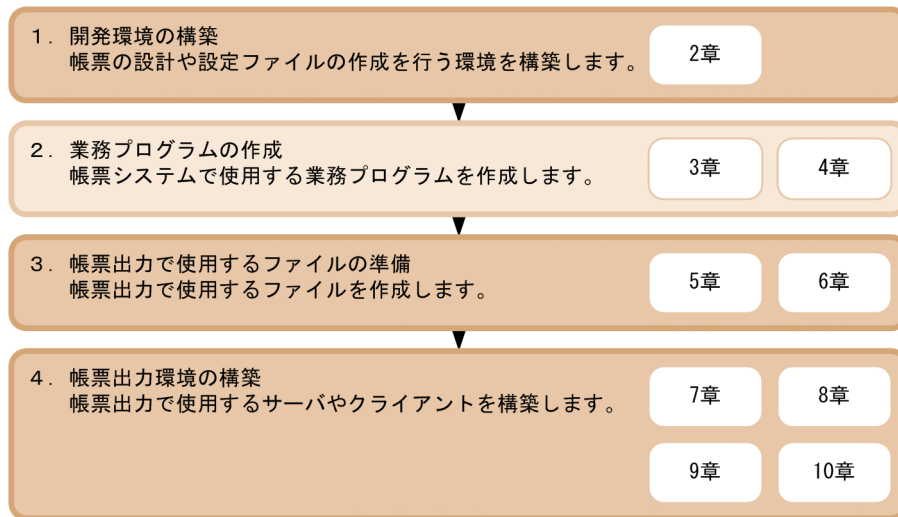 １． 開発環境の構築
帳票の設計や設定ファイルの作成を行う環境を構築します。
2章
２． 業務プログラムの作成
帳票システムで使用する業務プログラムを作成します。
3章
4章
３． 帳票出力で使用するファイルの準備
帳票出力で使用するファイルを作成します。
5章
6章
４． 帳票出力環境の構築
帳票出力で使用するサーバやクライアントを構築します。
7章
8章
9章
10章